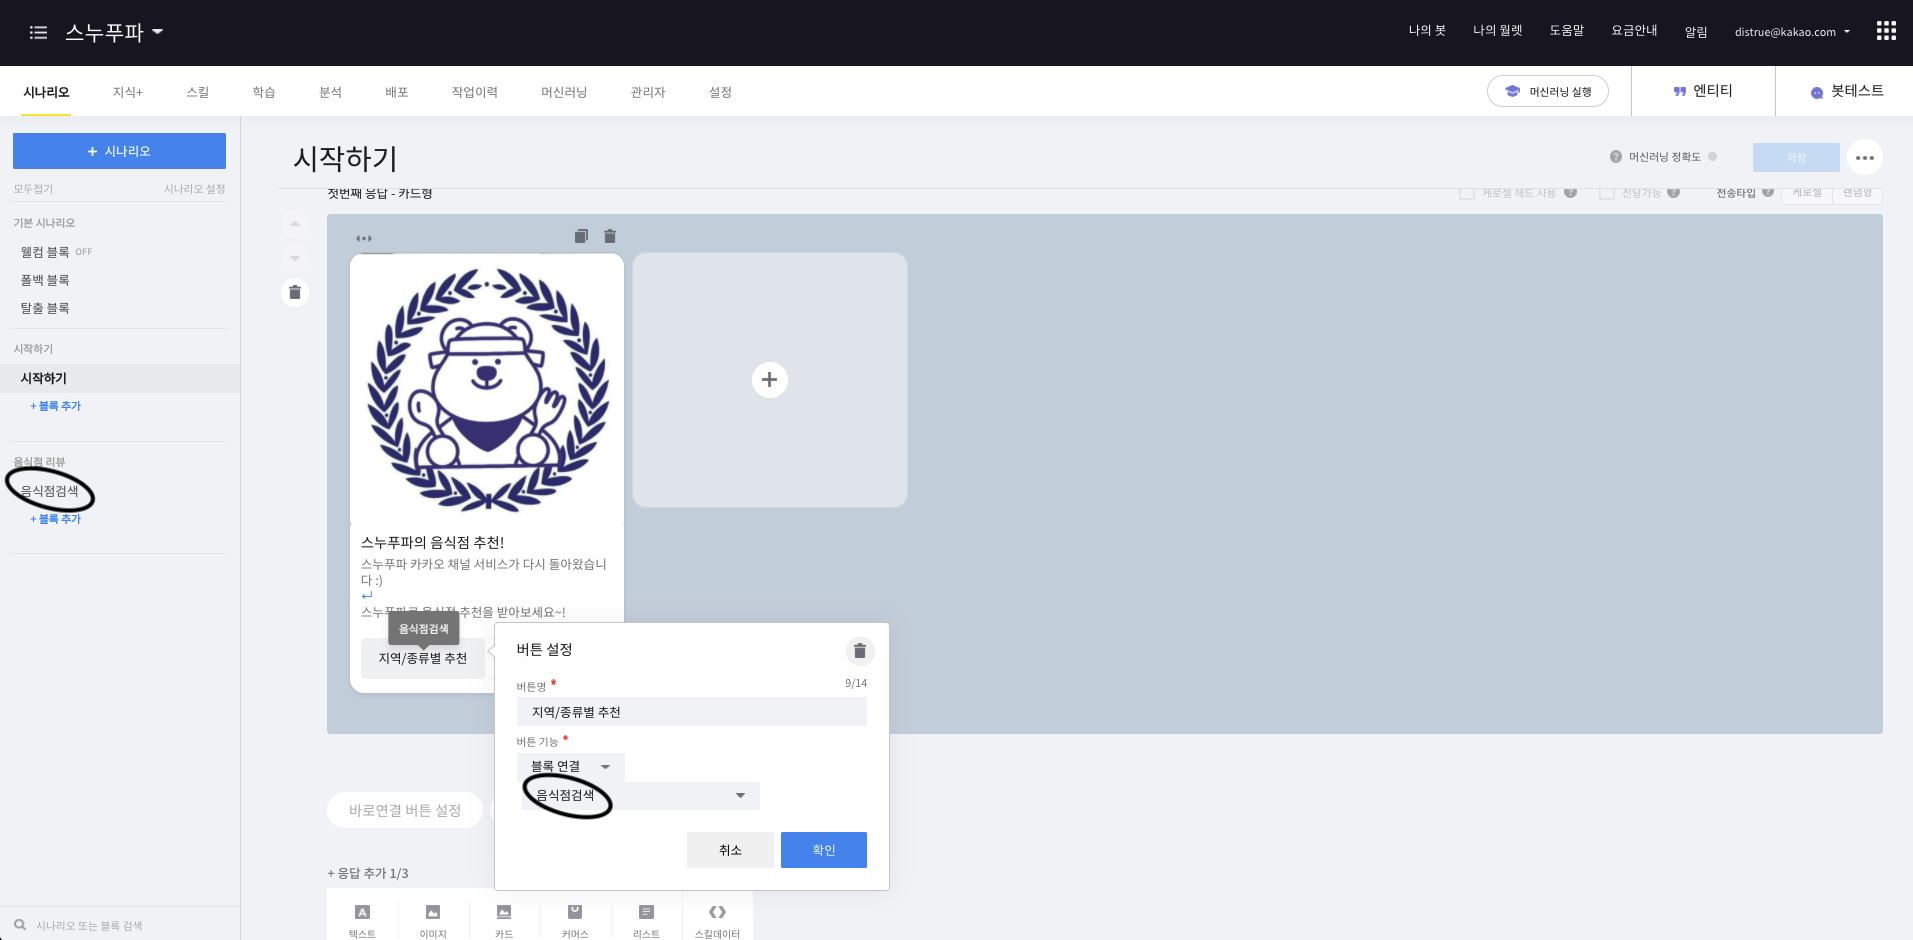 스누푸파
나의 봇 나의 월렛 도움말 요금안내 알림 distrue@kakao.com
시나리오 지식+ 스킬 학습 분석 배포 작업이력 머신러닝 관리자 설정 머신러닝 실행 엔티티 봇테스트
+ 시나리오
모두접기 시나리오 설정
기본 시나리오
웰컴 블록 OFF
폴백 블록
탈출 블록
시작하기
시작하기
+ 블록 추가
음식점 리뷰
음식점검색
+ 블록 추가
시나리오 또는 블록 검색
시작하기
? 머신러닝 정확도 저장
첫번째 응답 - 카드형
케로셀 헤드 사용 ? 전달가능 ? 전송타입 ? 케로셀 랜덤형
스누푸파의 음식점 추천!
스누푸파 카카오 채널 서비스가 다시 돌아왔습니
다 :)
스누푸파로 음식점 추천을 받아보세요~!
음식점검색
지역/종류별 추천
버튼 설정
버튼명 * 9/14
지역/종류별 추천
버튼 기능 *
블록 연결
음식점검색
취소 확인
바로연결 버튼 설정
+ 응답 추가 1/3
텍스트 이미지 카드 커머스 리스트 스킬데이터